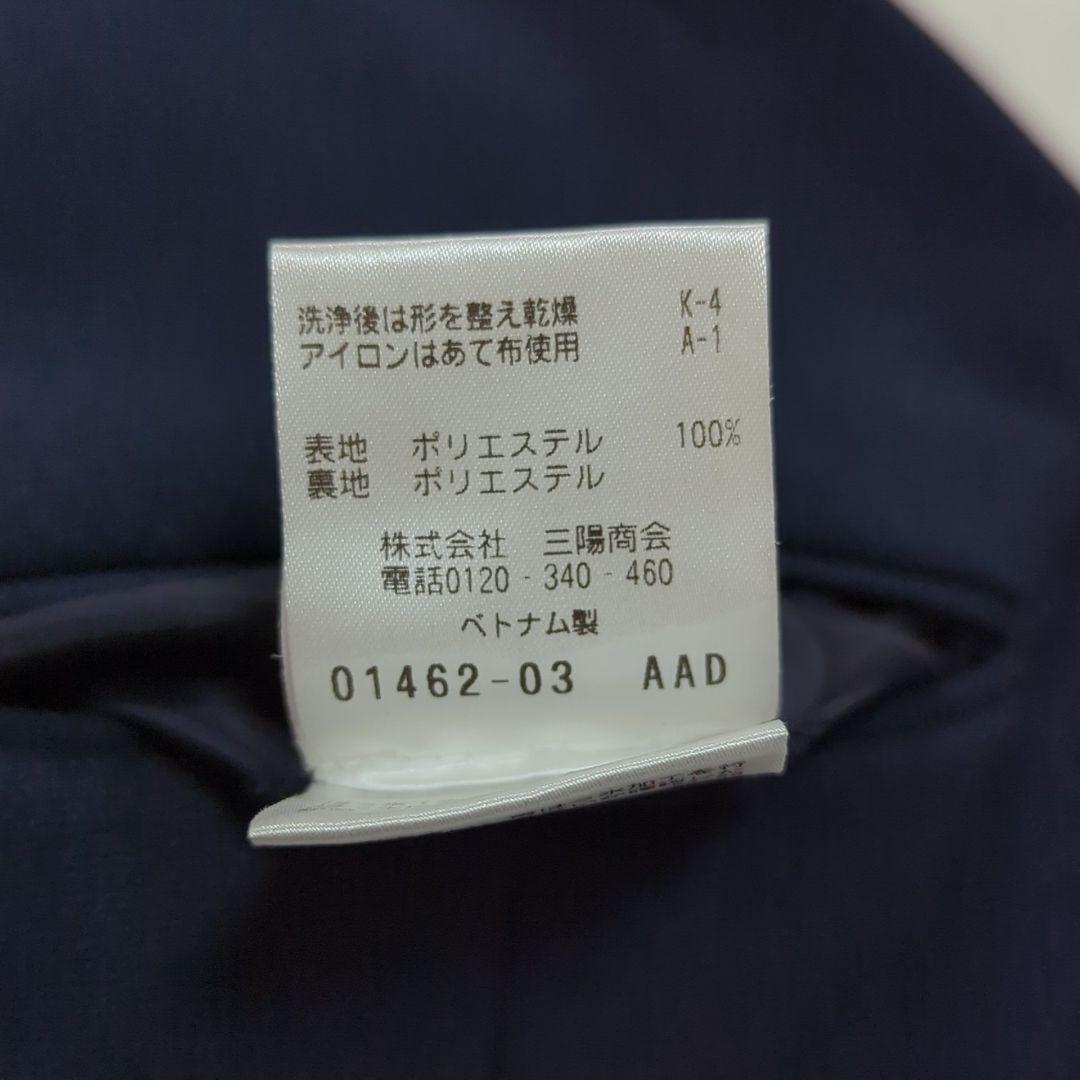 洗浄後は形を整え乾燥 K-4
アイロンはあて布使用 A-1
表地 ポリエステル 100%
裏地 ポリエステル
株式会社 三陽商会
電話0120-340-460
ベトナム製
01462-03 AAD